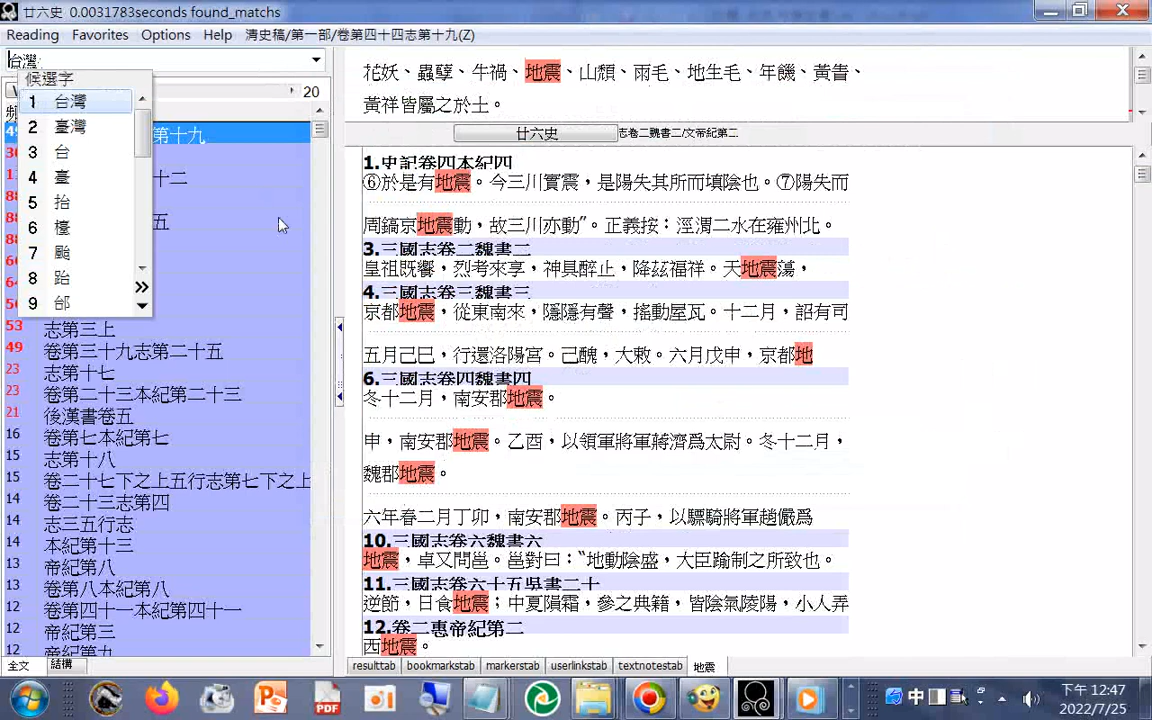 廿六史 0.0031783seconds found_matchs
Reading Favorites Options Help 清史稿/第一部/卷第四十四志第十九(Z)
台灣
候選字
1 台灣
2 臺灣
3 台
4 臺
5 抬
6 檯
7 颱
8 跆
9 邰
20
第十九
十二
五
53 志第三上
49 卷第三十九志第二十五
23 志第十七
23 卷第二十三本紀第二十三
21 後漢書卷五
16 卷第七本紀第七
15 志第十八
15 卷二十七下之上五行志第七下之上
14 卷二十三志第四
14 志三五行志
14 本紀第十三
13 帝紀第八
13 卷第八本紀第八
12 卷第四十一本紀第四十一
12 帝紀第三
12 帝紀第九
全文 結構
花妖、蟲孽、牛禍、地震、山頹、雨毛、地生毛、年饑、黃眚、
黃祥皆屬之於土。
廿六史 志卷二魏書二/文帝紀第二
1.史記卷四本紀四
⑥於是有地震。今三川實震，是陽失其所而填陰也。⑦陽失而
周鎬京地震動，故三川亦動”。正義按：涇渭二水在雍州北。
3.三國志卷二魏書二
皇祖既饗，烈考來享，神具醉止，降茲福祥。天地震蕩，
4.三國志卷三魏書三
京都地震，從東南來，隱隱有聲，搖動屋瓦。十二月，詔有司
五月己巳，行還洛陽宮。己醜，大赦。六月戊申，京都地
6.三國志卷四魏書四
冬十二月，南安郡地震。
申，南安郡地震。乙酉，以領軍將軍蔣濟爲太尉。冬十二月，
魏郡地震。
六年春二月丁卯，南安郡地震。丙子，以驃騎將軍趙儼爲
10.三國志卷六魏書六
地震，卓又問邕。邕對曰：“地動陰盛，大臣踰制之所致也。
11.三國志卷六十五吳書二十
逆節，日食地震；中夏隕霜，參之典籍，皆陰氣陵陽，小人弄
12.卷二惠帝紀第二
西地震。
resulttab bookmarkstab markerstab userlinkstab textnotestab 地震
中
下午 12:47
2022/7/25